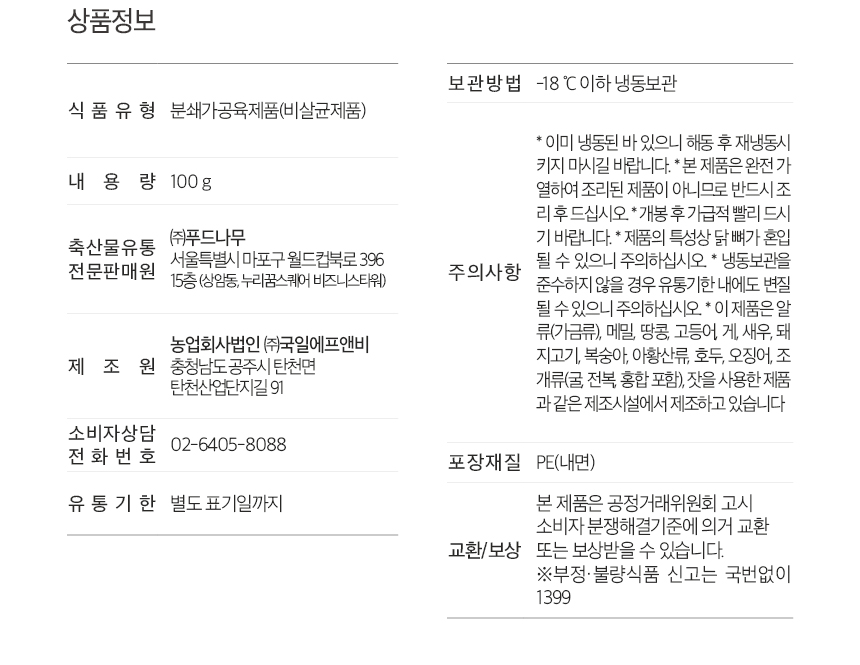 상품정보
식품유형 분쇄가공육제품(비살균제품)
내용량 100 g
축산물유통
전문판매원
㈜푸드나무
서울특별시 마포구 월드컵북로 396
15층 (상암동, 누리꿈스퀘어 비즈니스타워)
제조원
농업회사법인 ㈜국일에프앤비
충청남도 공주시 탄천면
탄천산업단지길 91
소비자상담
전화번호
02-6405-8088
유통기한 별도 표기일까지
보관방법 -18 ℃ 이하 냉동보관
주의사항
* 이미 냉동된 바 있으니 해동 후 재냉동시
키지 마시길 바랍니다. * 본 제품은 완전 가
열하여 조리된 제품이 아니므로 반드시 조
리 후 드십시오. * 개봉 후 가급적 빨리 드시
기 바랍니다. * 제품의 특성상 닭 뼈가 혼입
될 수 있으니 주의하십시오. * 냉동보관을
준수하지 않을 경우 유통기한 내에도 변질
될 수 있으니 주의하십시오. * 이 제품은 알
류(가금류), 메밀, 땅콩, 고등어, 게, 새우, 돼
지고기, 복숭아, 아황산류, 호두, 오징어, 조
개류(굴, 전복, 홍합 포함), 잣을 사용한 제품
과 같은 제조시설에서 제조하고 있습니다
포장재질 PE(내면)
교환/보상
본 제품은 공정거래위원회 고시
소비자 분쟁해결기준에 의거 교환
또는 보상받을 수 있습니다.
※부정·불량식품 신고는 국번없이
1399